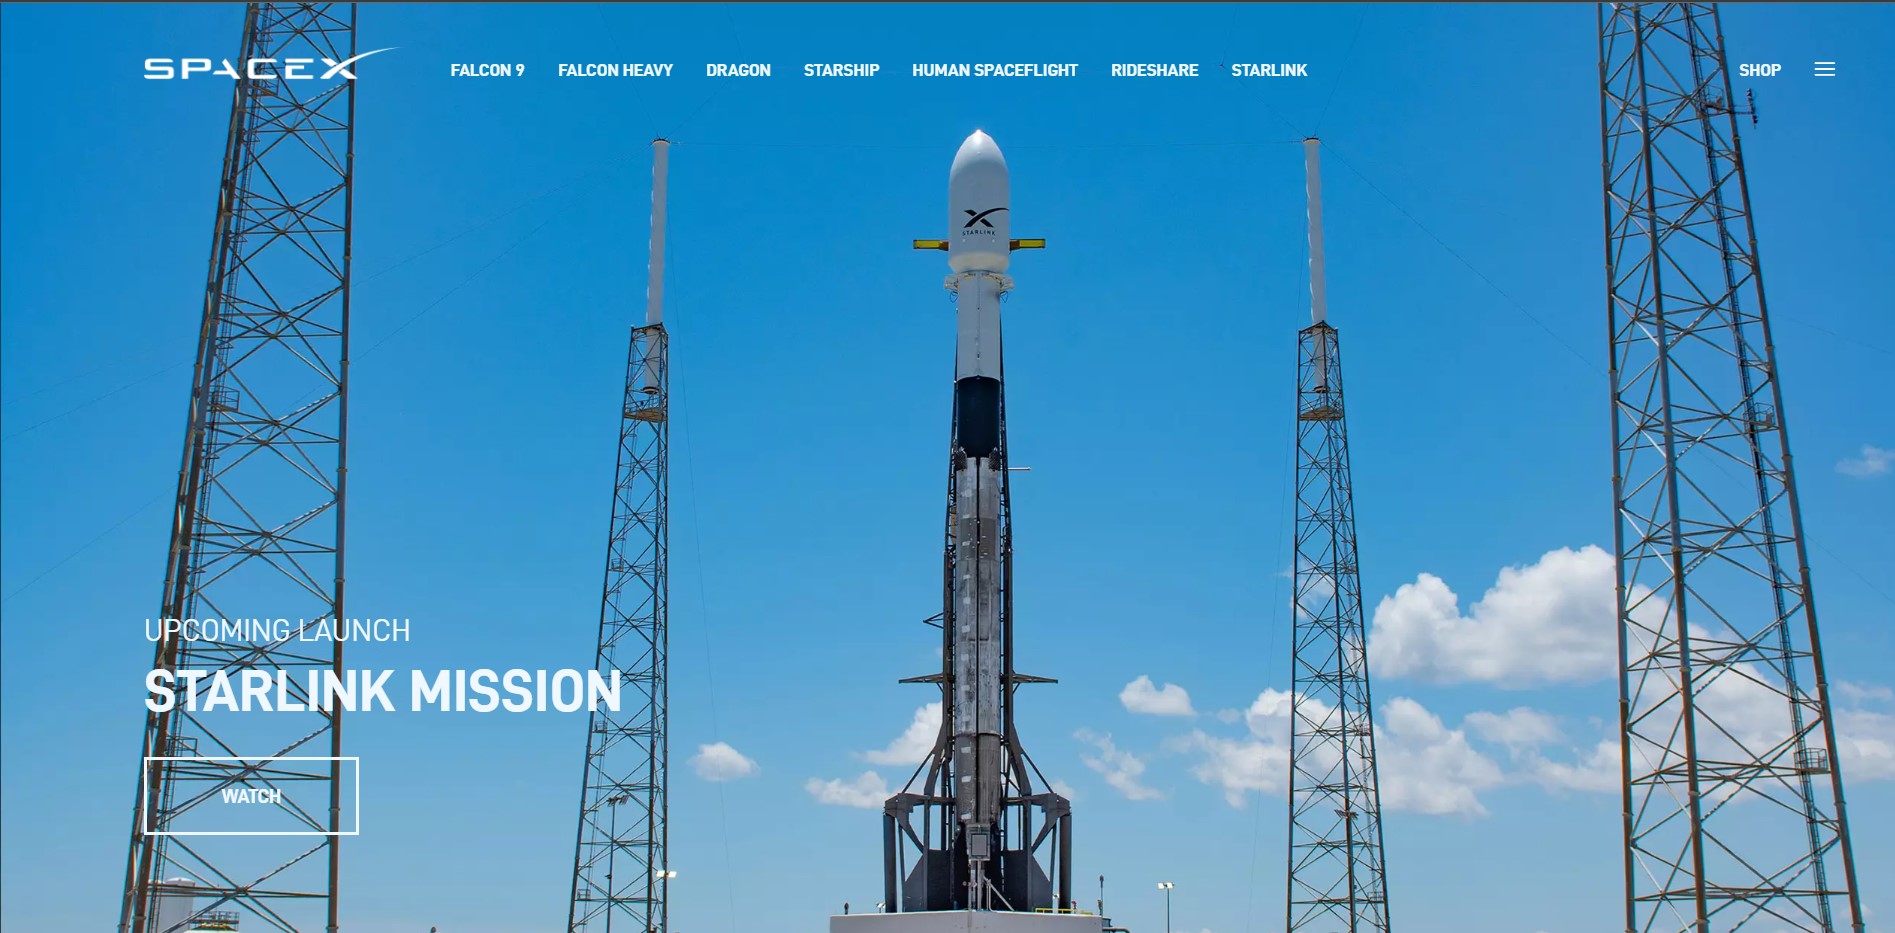 SPACEX
FALCON 9 FALCON HEAVY DRAGON STARSHIP HUMAN SPACEFLIGHT RIDESHARE STARLINK SHOP
STARLINK
UPCOMING LAUNCH
STARLINK MISSION
WATCH